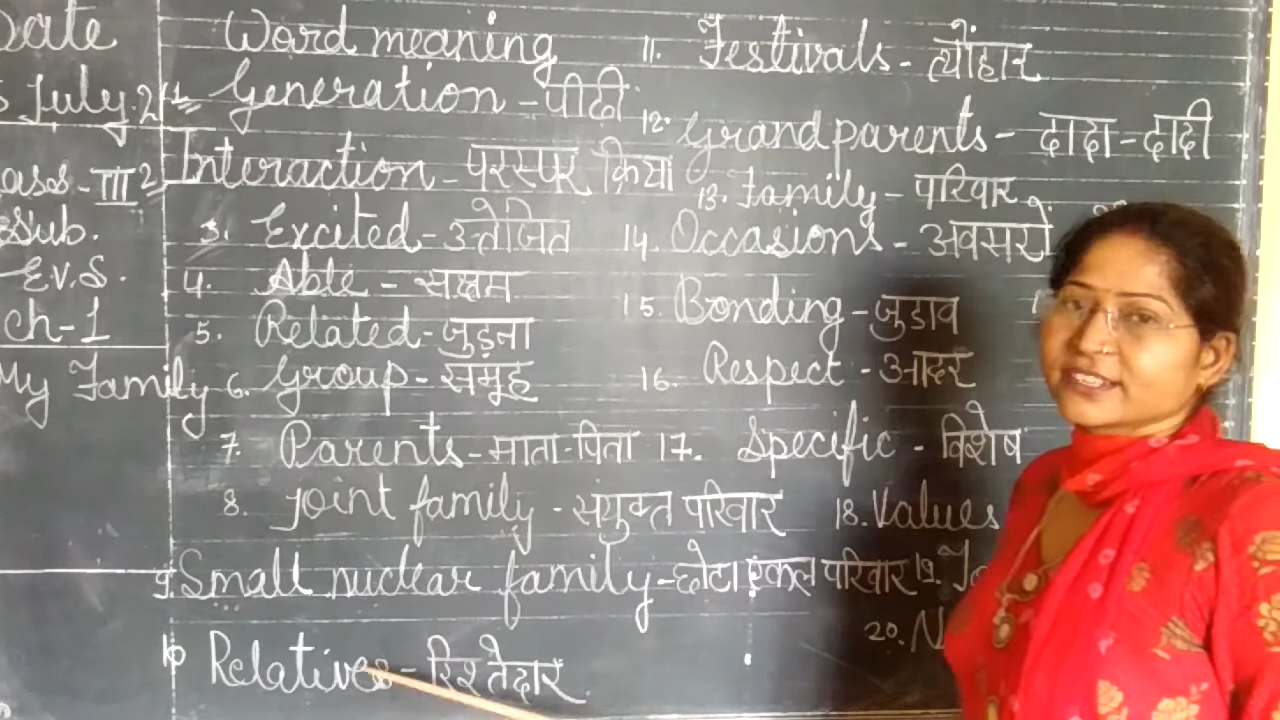 Date
July.21
Class-III
Sub.
E.V.S.
Ch-1
My Family
Word meaning
1. Generation - पीढी
2. Interaction - परस्पर क्रिया
3. Excited - उत्तेजित
4. Able - सक्षम
5. Related - जुड़ना
6. Group - समूह
7. Parents - माता-पिता
8. Joint family - संयुक्त परिवार
9. Small nuclear family - छोटा एकल परिवार
10 Relatives - रिश्तेदार
11. Festivals - त्यौंहार
12. Grandparents - दादा-दादी
13. Family - परिवार
14. Occasions - अवसरों
15. Bonding - जुडाव
16. Respect - आदर
17. Specific - विशेष
18. Values
19.
20.